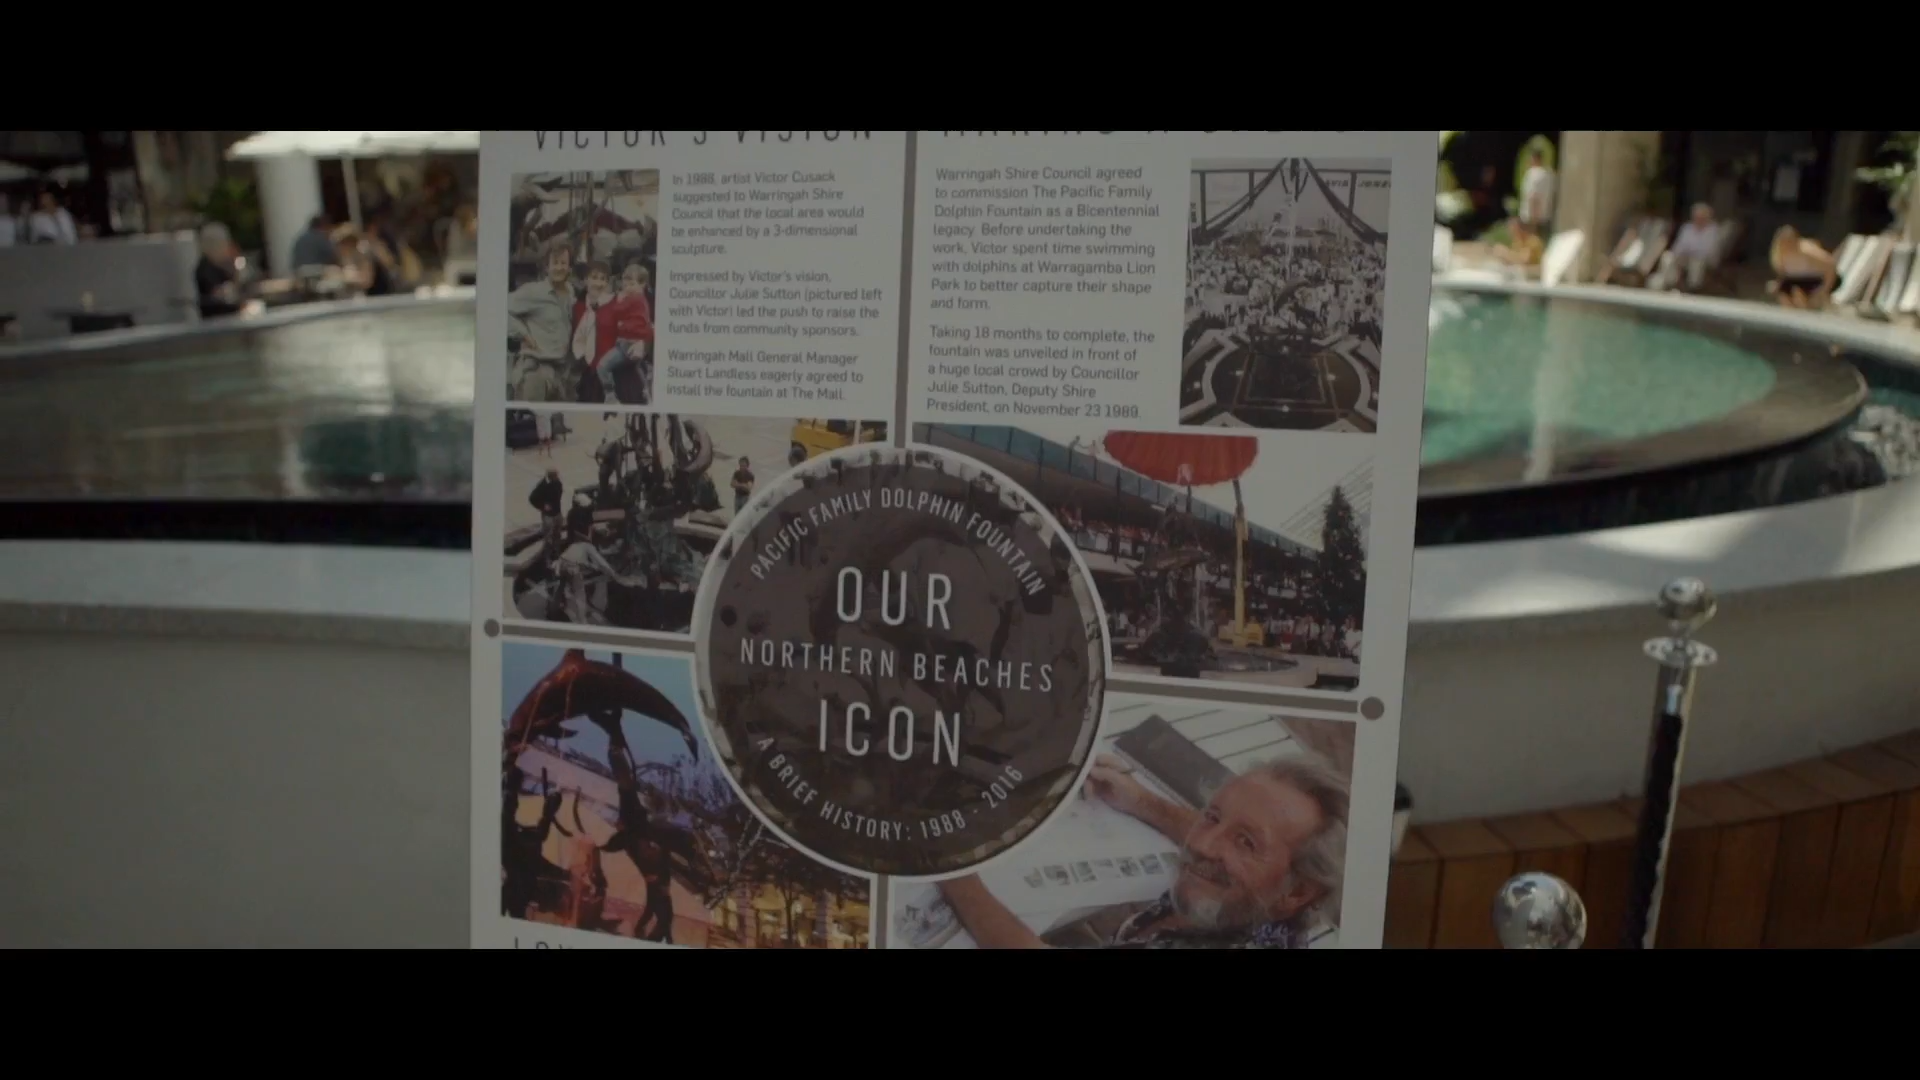 VICTOR'S VISION
In 1988, artist Victor Cusack
suggested to Warringah Shire
Council that the local area would
be enhanced by a 3-dimensional
sculpture.
Impressed by Victor's vision,
Councillor Julie Sutton (pictured left
with Victor) led the push to raise the
funds from community sponsors.
Warringah Mall General Manager
Stuart Landless eagerly agreed to
install the fountain at The Mall.
Warringah Shire Council agreed
to commission The Pacific Family
Dolphin Fountain as a Bicentennial
legacy. Before undertaking the
work, Victor spent time swimming
with dolphins at Warragamba Lion
Park to better capture their shape
and form.
Taking 18 months to complete, the
fountain was unveiled in front of
a huge local crowd by Councillor
Julie Sutton, Deputy Shire
President, on November 23 1989.
PACIFIC FAMILY DOLPHIN FOUNTAIN
OUR
NORTHERN BEACHES
ICON
A BRIEF HISTORY: 1988 - 2016